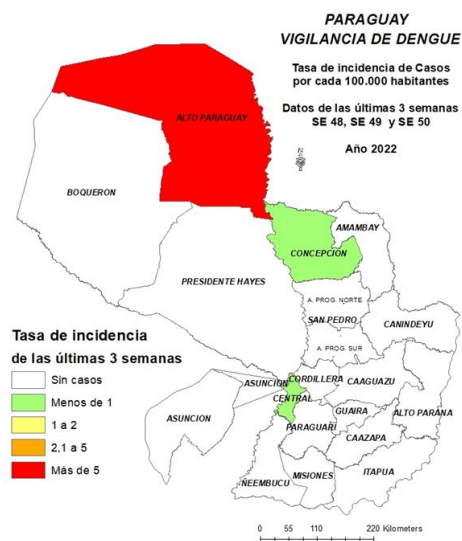 PARAGUAY
VIGILANCIA DE DENGUE
Tasa de incidencia de Casos
por cada 100.000 habitantes
Datos de las últimas 3 semanas
SE 48, SE 49 y SE 50
Año 2022
N
ALTO PARAGUAY
BOQUERON
AMAMBAY
CONCEPCIÓN
PRESIDENTE HAYES
A. PROG. NORTE
SAN PEDRO
CANINDEYU
A. PROG. SUR
Tasa de incidencia
de las últimas 3 semanas
Sin casos
Menos de 1
1 a 2
2,1 a 5
Más de 5
ASUNCION
CORDILLERA
CAAGUAZU
CENTRAL
ASUNCION
GUAIRA
ALTO PARANA
PARAGUARI
CAAZAPA
ÑEEMBUCU
MISIONES
ITAPUA
0 55 110 220 Kilometers